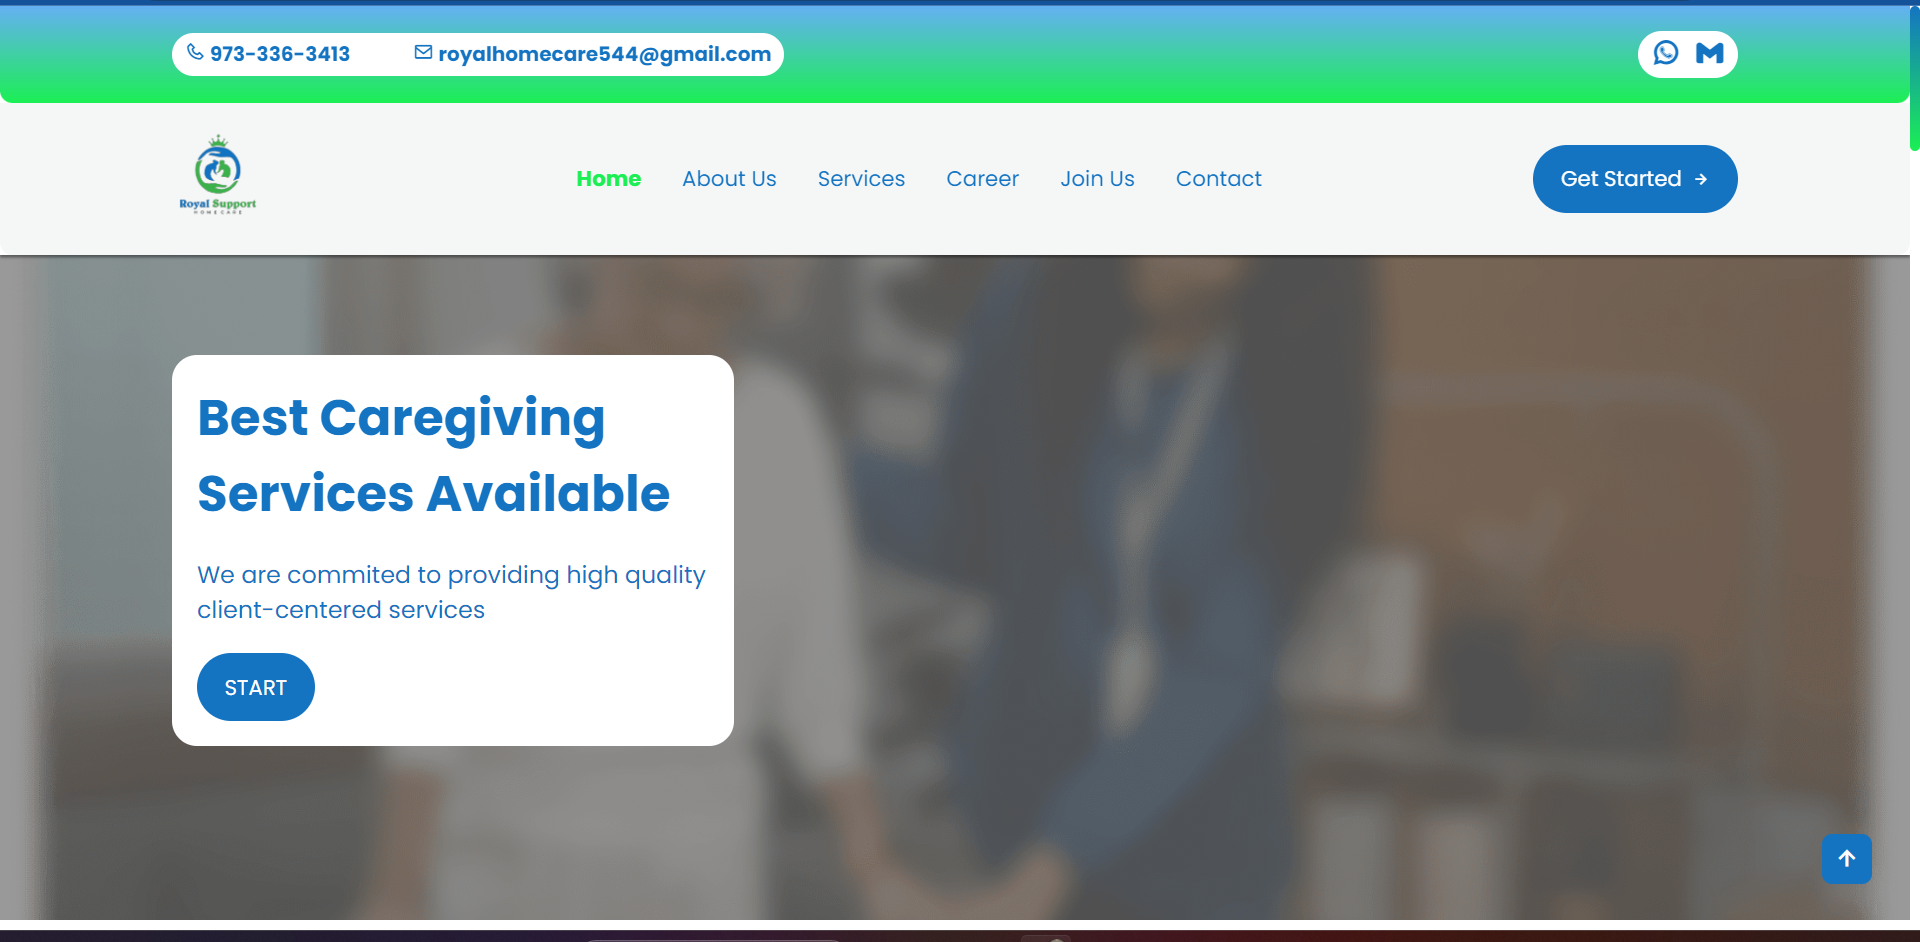 973-336-3413 royalhomecare544@gmail.com
Royal Support
HOME CARE
Home About Us Services Career Join Us Contact
Get Started
Best Caregiving
Services Available
We are commited to providing high quality
client-centered services
START